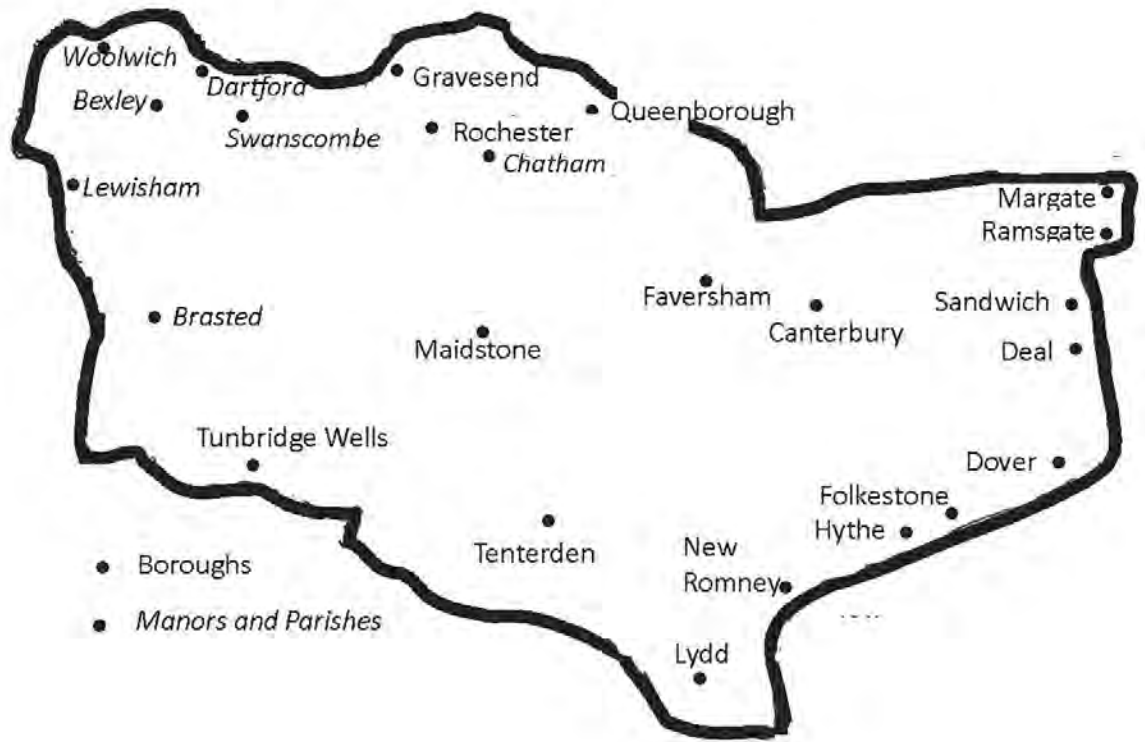 Woolwich
Dartford
Gravesend
Bexley
Queenborough
Swanscombe
Rochester
Chatham
Lewisham
Margate
Ramsgate
Faversham
Sandwich
Brasted
Canterbury
Maidstone
Deal
Tunbridge Wells
Dover
Folkestone
Hythe
Tenterden
New
Romney
Boroughs
Manors and Parishes
Lydd